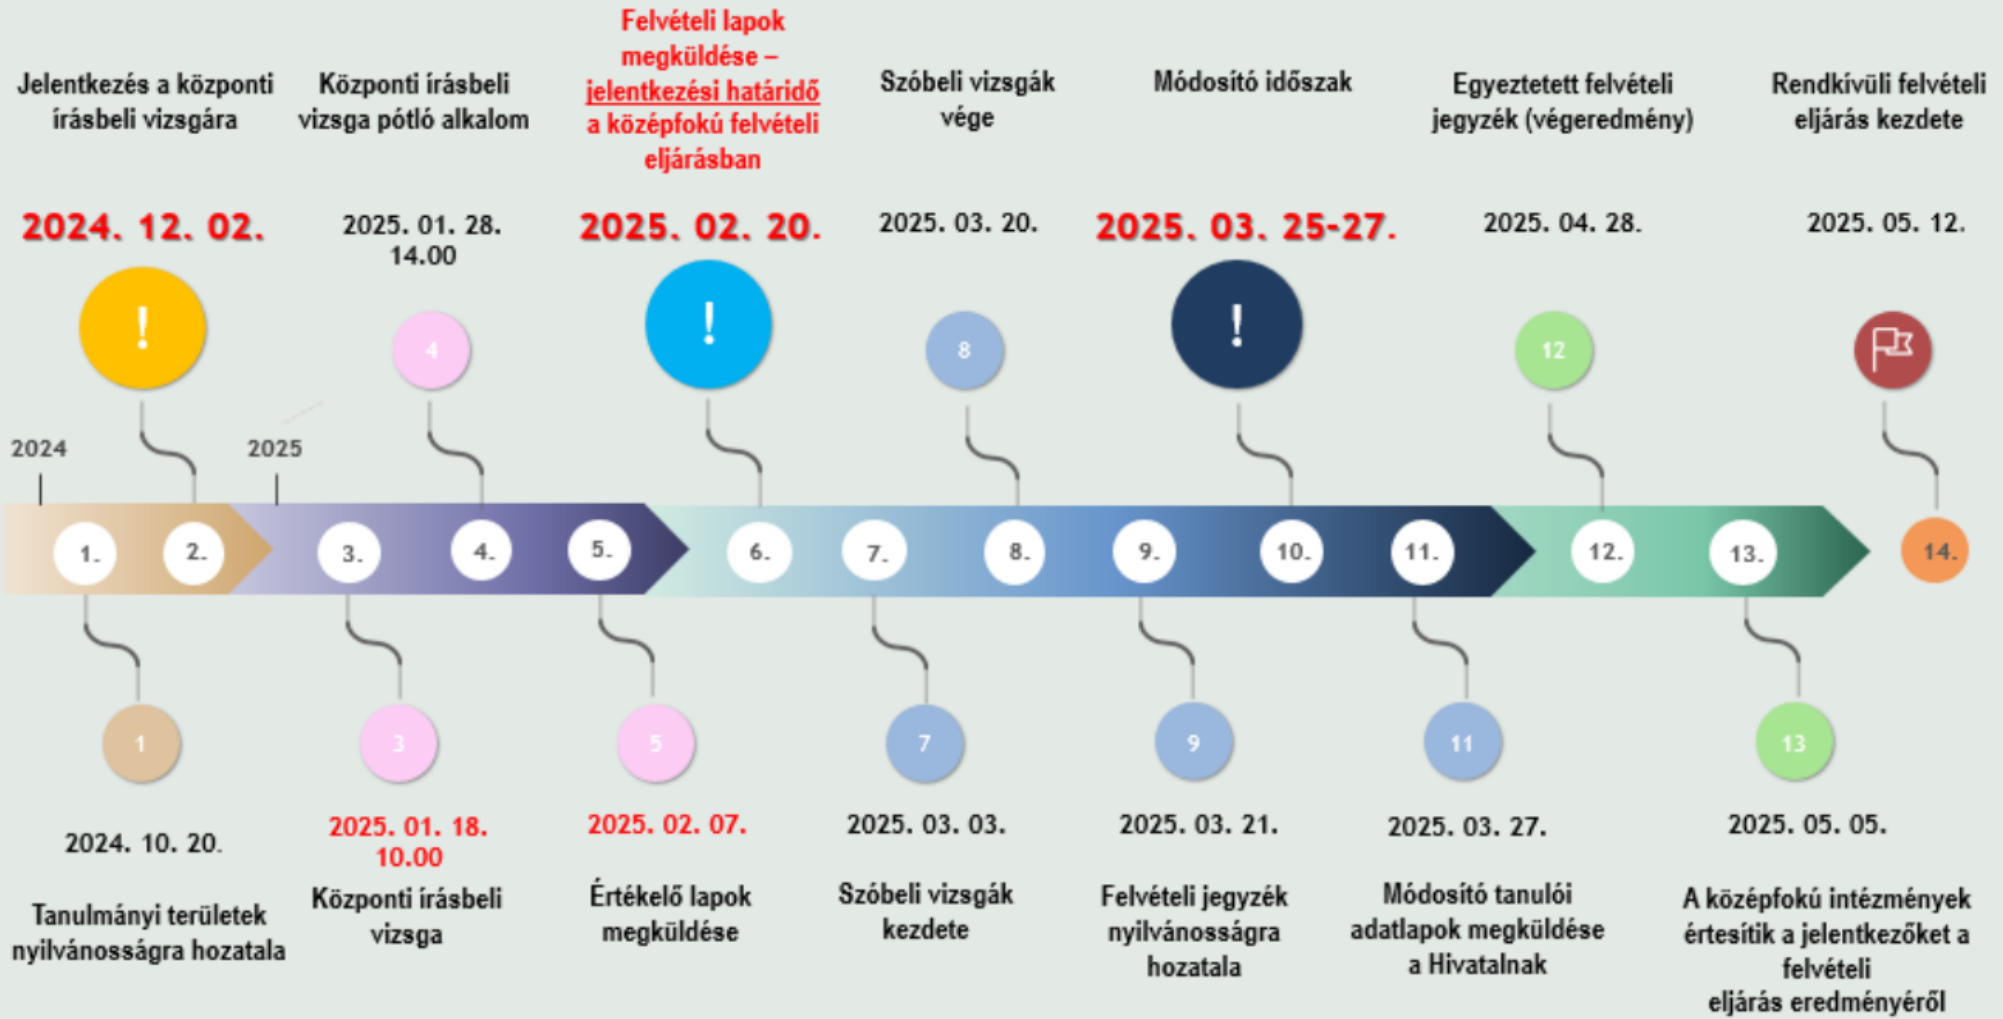 Jelentkezés a központi
írásbeli vizsgára
2024. 12. 02.
!
Központi írásbeli
vizsga pótló alkalom
2025. 01. 28.
14.00
4
Felvételi lapok
megküldése –
jelentkezési határidő
a középfokú felvételi
eljárásban
2025. 02. 20.
!
Szóbeli vizsgák
vége
2025. 03. 20.
8
Módosító időszak
2025. 03. 25-27.
!
Egyeztetett felvételi
jegyzék (végeredmény)
2025. 04. 28.
12
Rendkívüli felvételi
eljárás kezdete
2025. 05. 12.
2024
2025
1.
2.
3.
4.
5.
6.
7.
8.
9.
10.
11.
12.
13.
14.
1
2024. 10. 20.
Tanulmányi területek
nyilvánosságra hozatala
3
2025. 01. 18.
10.00
Központi írásbeli
vizsga
5
2025. 02. 07.
Értékelő lapok
megküldése
7
2025. 03. 03.
Szóbeli vizsgák
kezdete
9
2025. 03. 21.
Felvételi jegyzék
nyilvánosságra
hozatala
11
2025. 03. 27.
Módosító tanulói
adatlapok megküldése
a Hivatalnak
13
2025. 05. 05.
A középfokú intézmények
értesítik a jelentkezőket a
felvételi
eljárás eredményéről